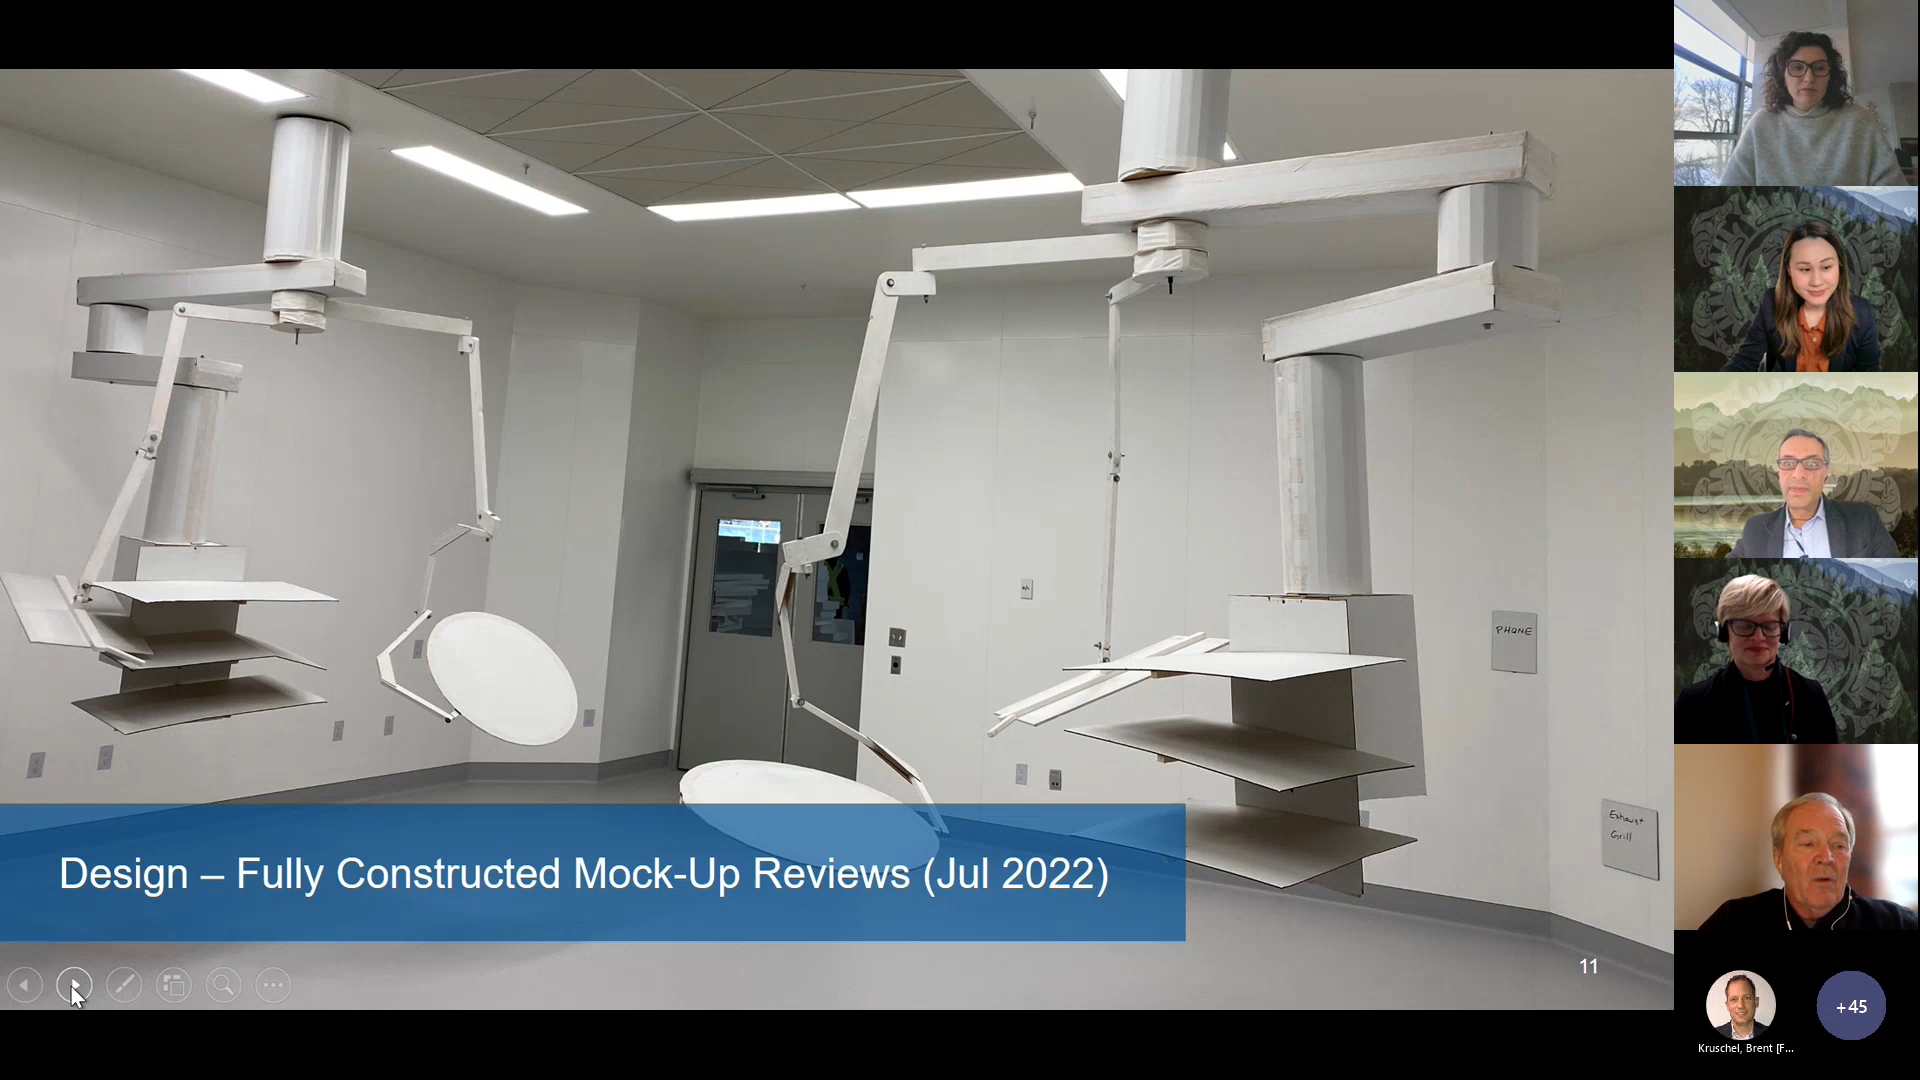 PHONE
Exhaust
Grill
Design – Fully Constructed Mock-Up Reviews (Jul 2022)
11
+45
Kruschel, Brent [F...